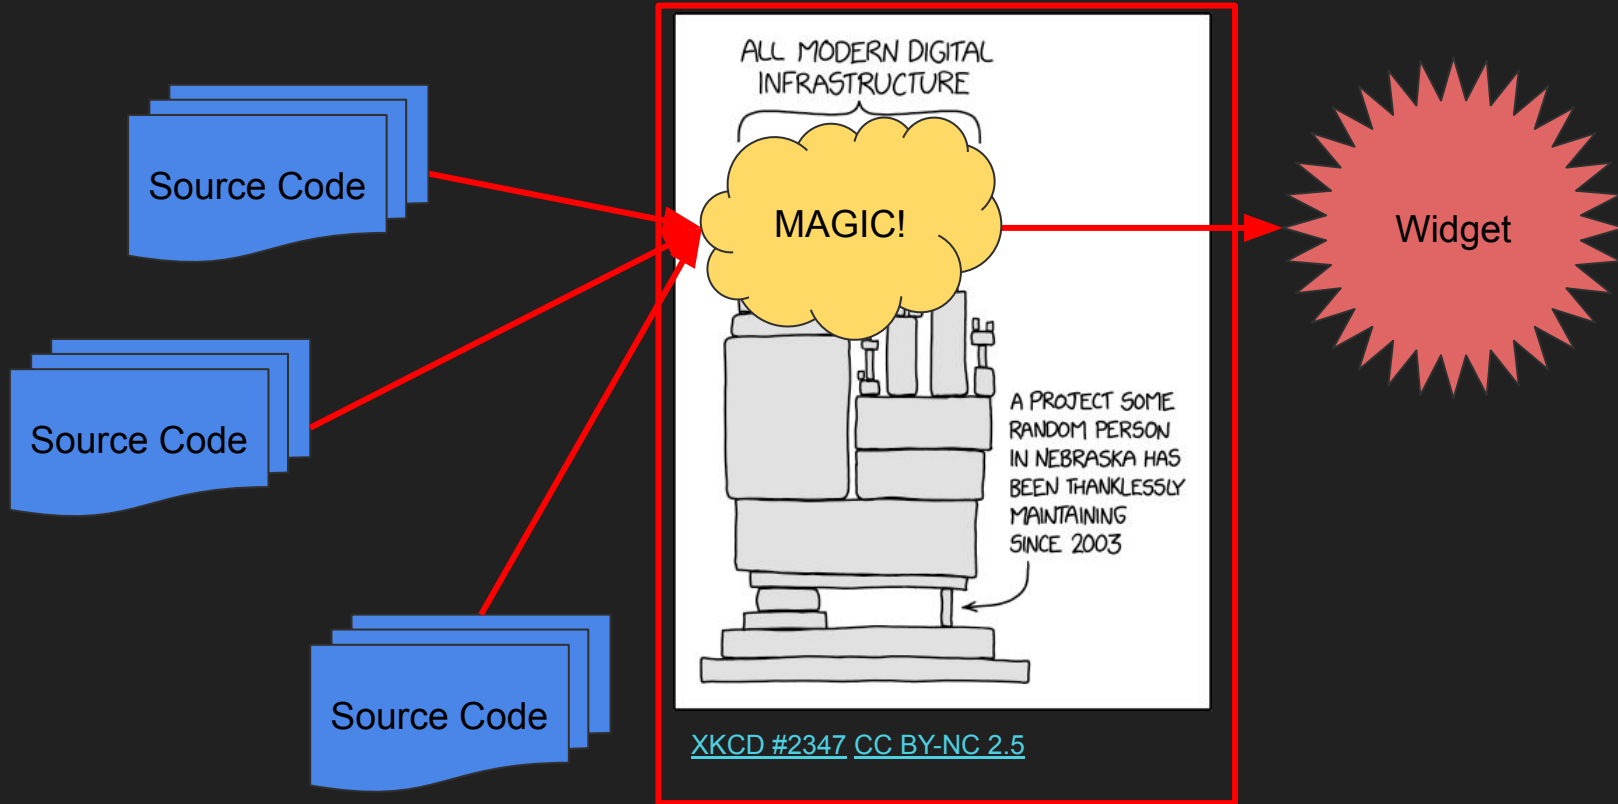 Source Code
Source Code
Source Code
ALL MODERN DIGITAL
INFRASTRUCTURE
MAGIC!
A PROJECT SOME
RANDOM PERSON
IN NEBRASKA HAS
BEEN THANKLESSLY
MAINTAINING
SINCE 2003
XKCD #2347 CC BY-NC 2.5
Widget